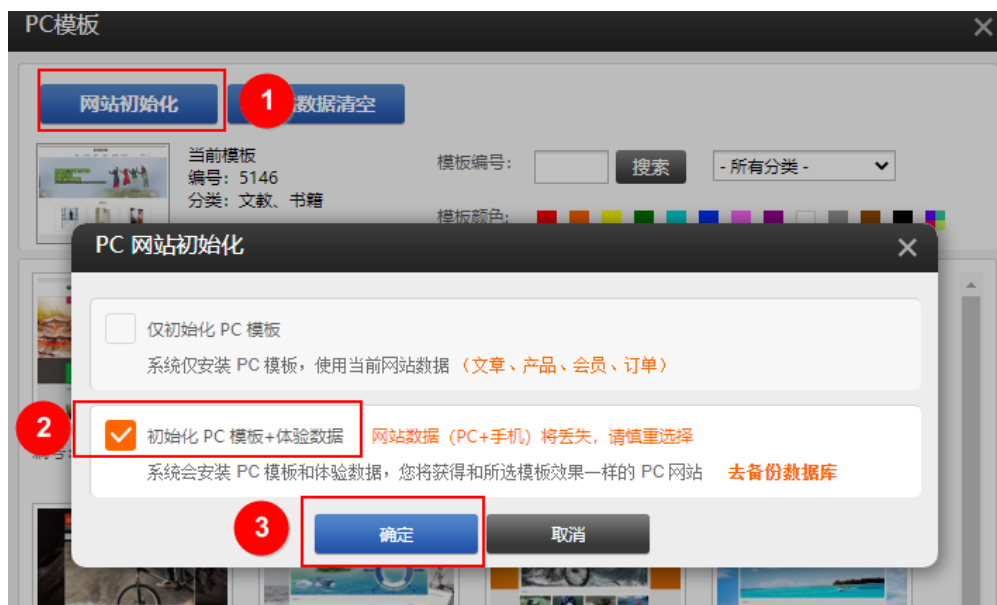 PC模板
网站初始化
1
数据清空
当前模板
编号：5146
分类：文教、书籍
模板编号：
搜索
- 所有分类 -
模板颜色：
PC 网站初始化
仅初始化 PC 模板
系统仅安装 PC 模板，使用当前网站数据（文章、产品、会员、订单）
2
初始化 PC 模板+体验数据 网站数据（PC+手机）将丢失，请慎重选择
系统会安装 PC 模板和体验数据，您将获得和所选模板效果一样的 PC 网站 去备份数据库
3
确定
取消